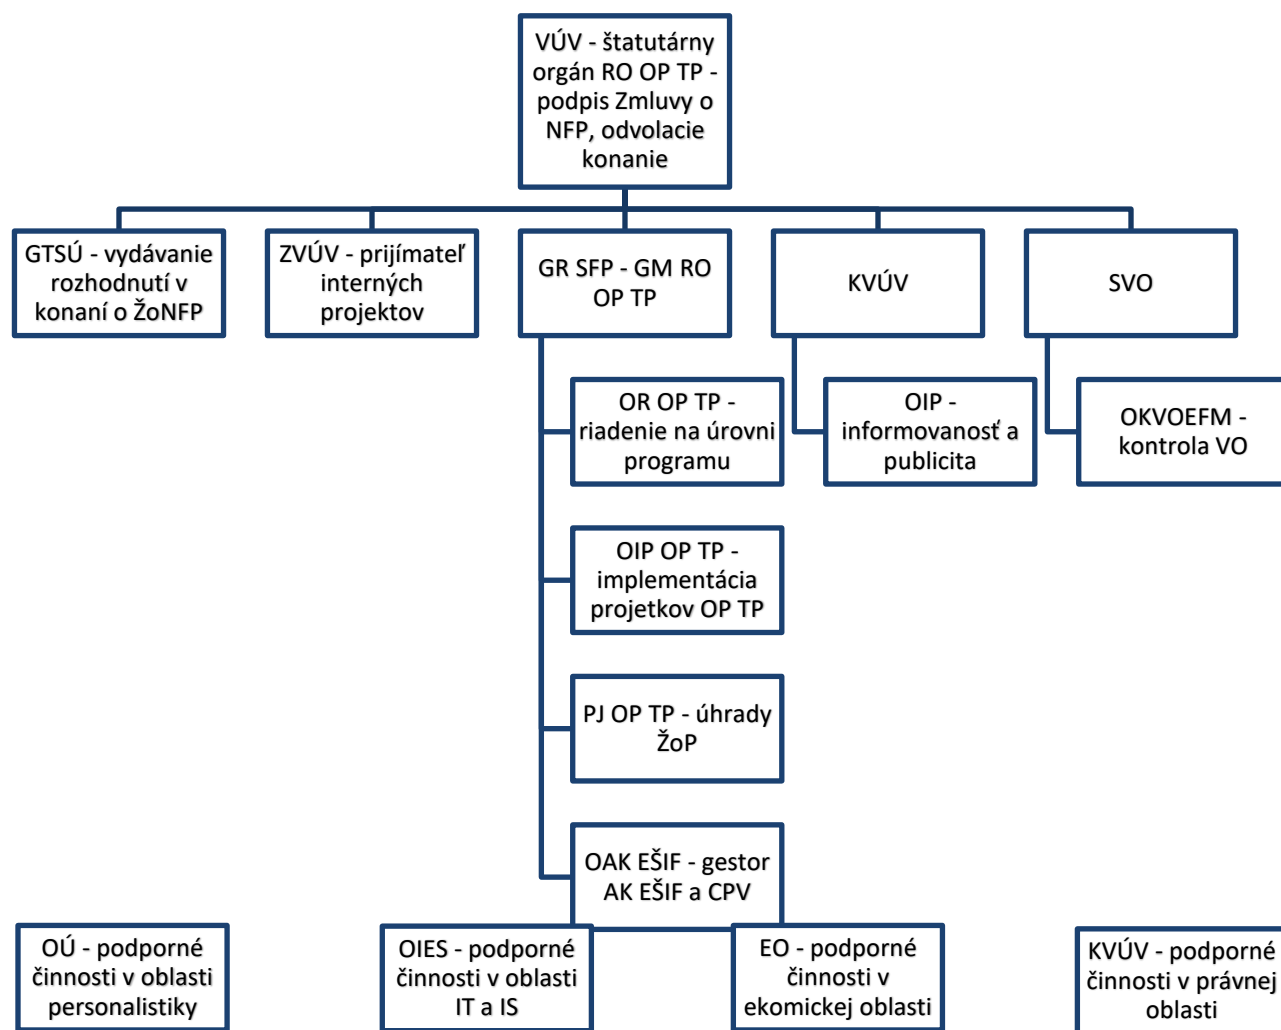 VÚV - štatutárny
orgán RO OP TP -
podpis Zmluvy o
NFP, odvolacie
konanie
GTSÚ - vydávanie
rozhodnutí v
konaní o ŽoNFP
ZVÚV - prijímateľ
interných
projektov
GR SFP - GM RO
OP TP
KVÚV
SVO
OR OP TP -
riadenie na úrovni
programu
OIP -
informovanosť a
publicita
OKVOEFM -
kontrola VO
OIP OP TP -
implementácia
projetkov OP TP
PJ OP TP - úhrady
ŽoP
OAK EŠIF - gestor
AK EŠIF a CPV
OÚ - podporné
činnosti v oblasti
personalistiky
OIES - podporné
činnosti v oblasti
IT a IS
EO - podporné
činnosti v
ekomickej oblasti
KVÚV - podporné
činnosti v právnej
oblasti